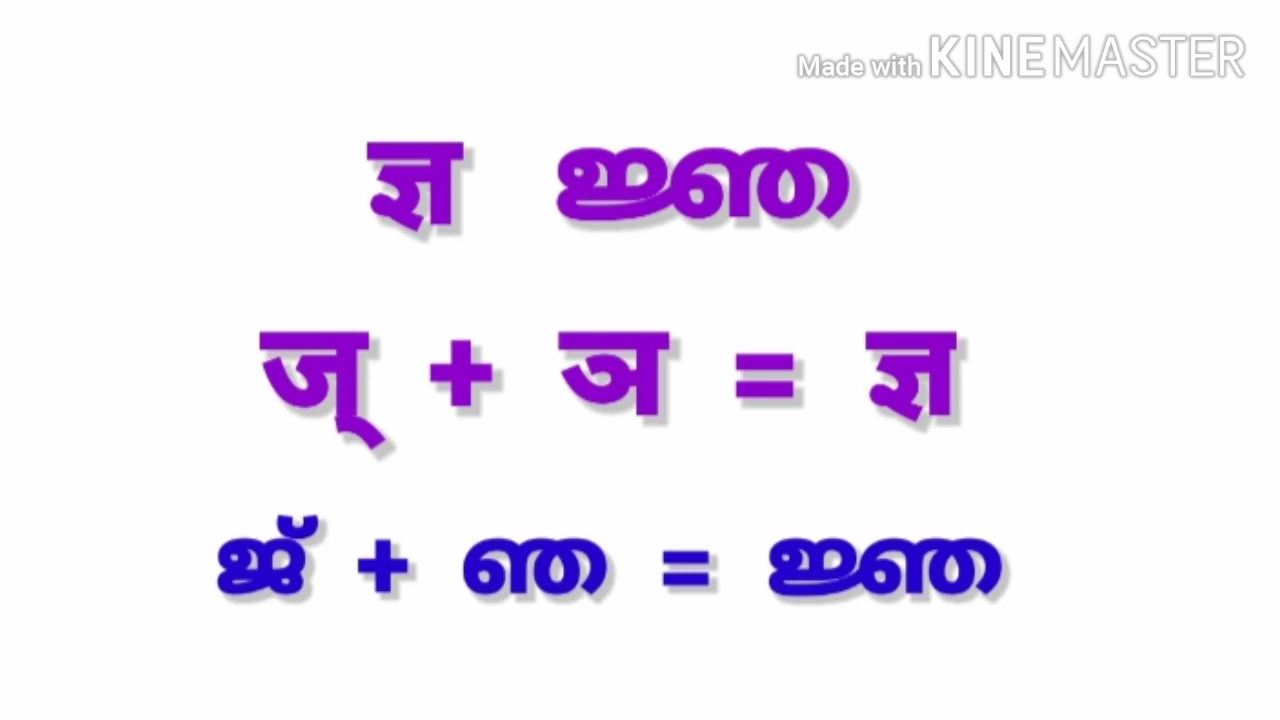 Made with KINEMASTER
ज्ञ ജ്ഞ
ज् + ञ = ज्ञ
ജ് + ഞ = ജ്ഞ